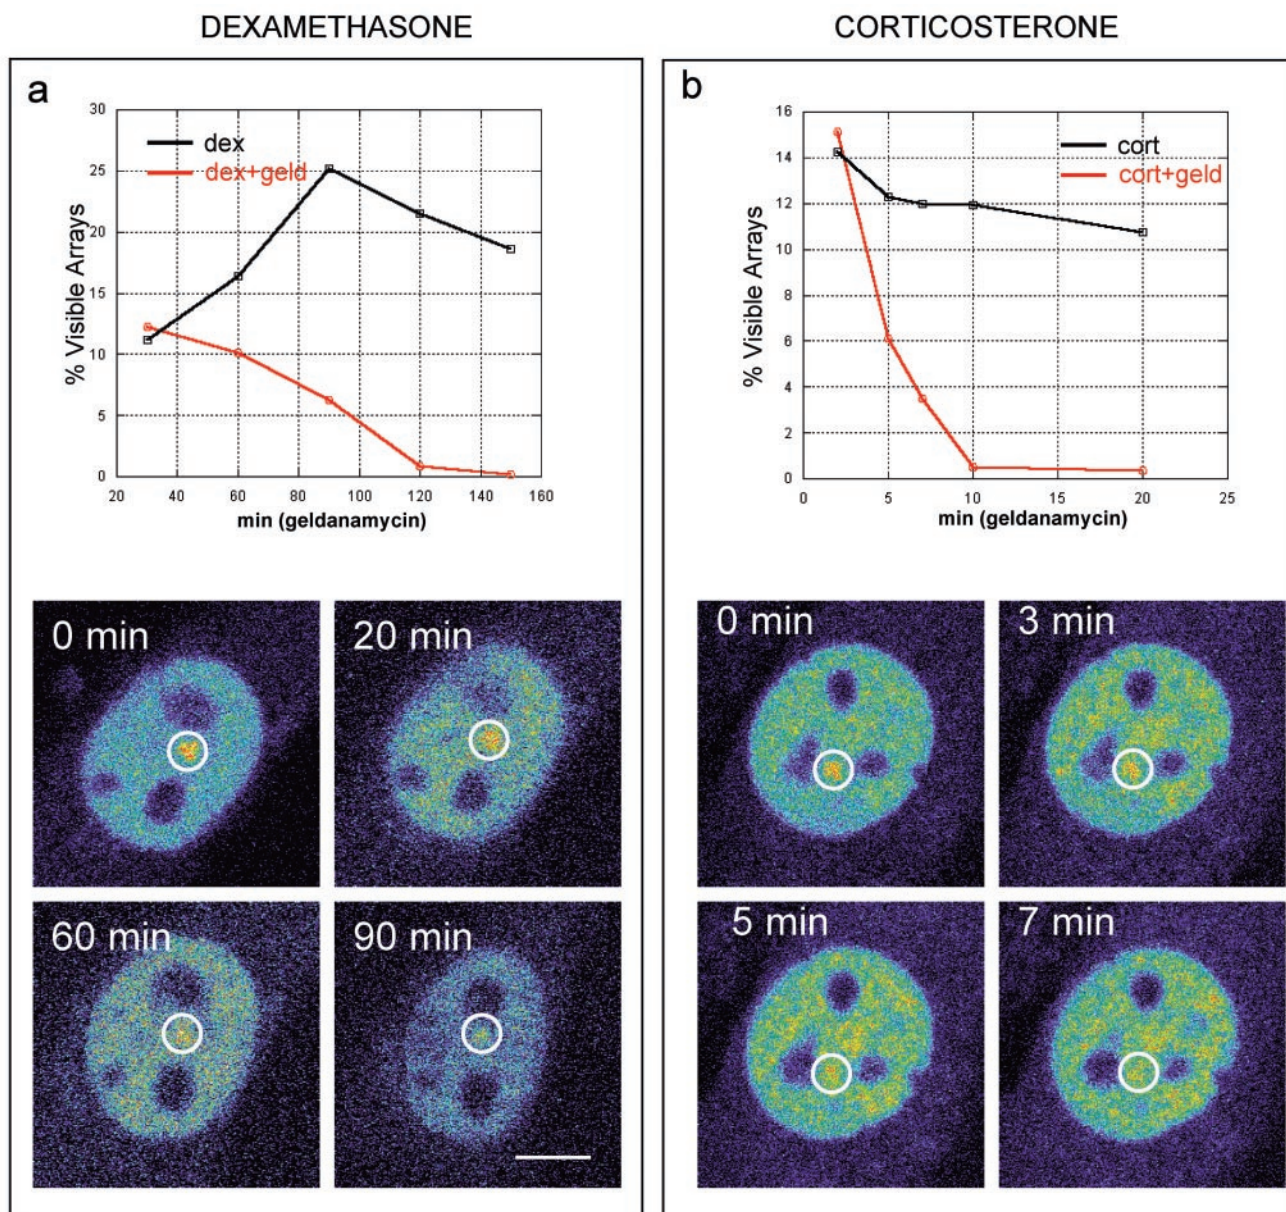 DEXAMETHASONE
CORTICOSTERONE
a
30
25
20
15
10
5
0
% Visible Arrays
dex
dex+geld
20 40 60 80 100 120 140 160
min (geldanamycin)
0 min
20 min
60 min
90 min
b
16
14
12
10
8
6
4
2
0
% Visible Arrays
cort
cort+geld
0 5 10 15 20 25
min (geldanamycin)
0 min
3 min
5 min
7 min